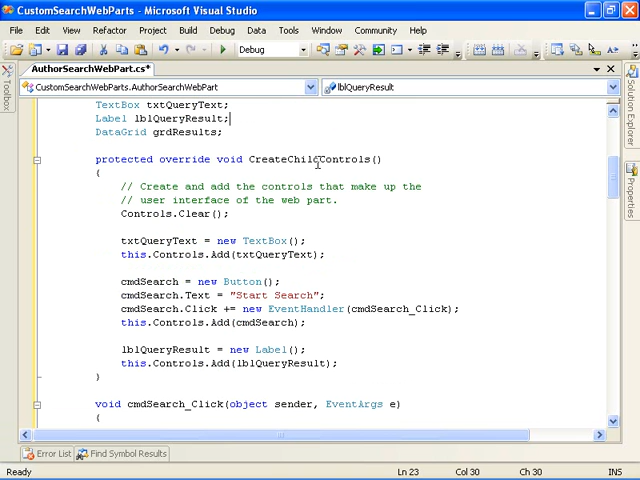 CustomSearchWebParts - Microsoft Visual Studio
File Edit View Refactor Project Build Debug Data Tools Window Community Help
Debug
AuthorSearchWebPart.cs*
CustomSearchWebParts.AuthorSearchWebPart lblQueryResult
Toolbox
Solution Explorer
Properties
TextBox txtQueryText;
Label lblQueryResult;
DataGrid grdResults;
protected override void CreateChildControls()
{
// Create and add the controls that make up the
// user interface of the web part.
Controls.Clear();
txtQueryText = new TextBox();
this.Controls.Add(txtQueryText);
cmdSearch = new Button();
cmdSearch.Text = "Start Search";
cmdSearch.Click += new EventHandler(cmdSearch_Click);
this.Controls.Add(cmdSearch);
lblQueryResult = new Label();
this.Controls.Add(lblQueryResult);
}
void cmdSearch_Click(object sender, EventArgs e)
{
Error List Find Symbol Results
Ready Ln 23 Col 30 Ch 30 INS